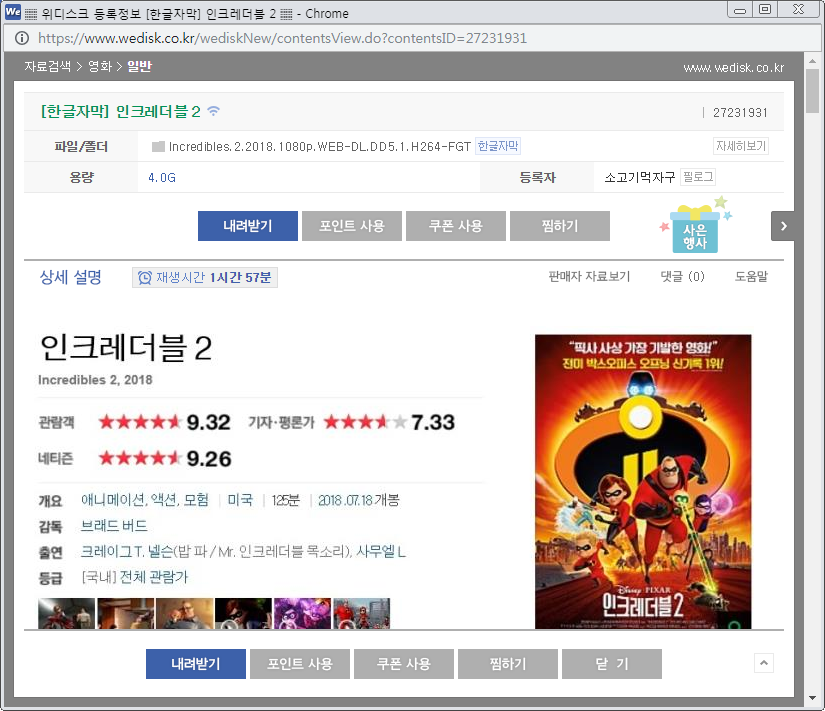 We ▦ 위디스크 등록정보 [한글자막] 인크레더블 2 ▦ - Chrome
https://www.wedisk.co.kr/wediskNew/contentsView.do?contentsID=27231931
자료검색 > 영화 > 일반 www.wedisk.co.kr
[한글자막] 인크레더블 2 | 27231931
파일/폴더 Incredibles.2.2018.1080p.WEB-DL.DD5.1.H264-FGT 한글자막 자세히보기
용량 4.0G 등록자 소고기먹자구 필로그
내려받기 포인트 사용 쿠폰 사용 찜하기
사은
행사
상세 설명 재생시간 1시간 57분 판매자 자료보기 댓글 (0) 도움말
인크레더블 2
Incredibles 2, 2018
관람객 9.32 기자·평론가 7.33
네티즌 9.26
개요 애니메이션, 액션, 모험 | 미국 | 125분 | 2018.07.18 개봉
감독 브래드 버드
출연 크레이그 T. 넬슨(밥 파 / Mr. 인크레더블 목소리), 사무엘 L
등급 [국내] 전체 관람가
“픽사 사상 가장 기발한 영화!”
전미 박스오피스 오프닝 신기록 1위!
Disney PIXAR
인크레더블 2
내려받기 포인트 사용 쿠폰 사용 찜하기 닫 기